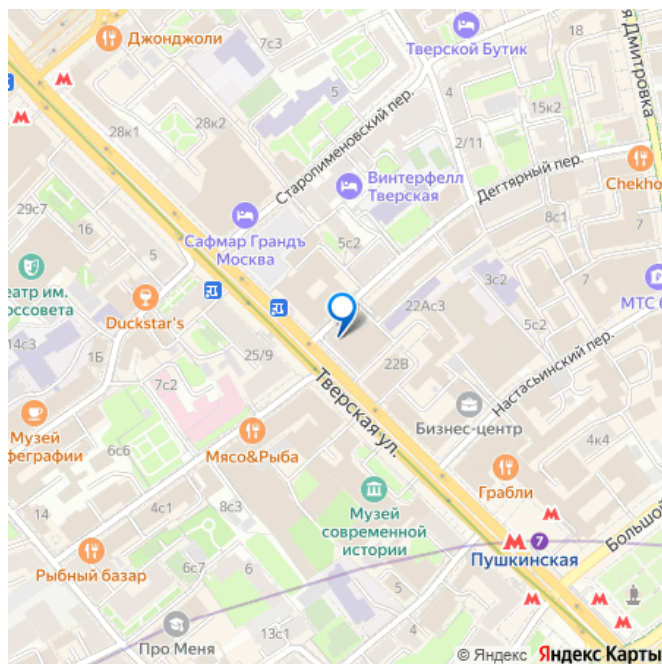 Джонджоли
7с3
Тверской Бутик
18
я Дмитровка
4
4
15к2
28к1
28к2
Старопименовский пер.
2/11
Chekho
Винтерфелл
Тверская
Дегтярный пер.
29с7
16
5
Сафмар Грандъ
Москва
5с2
8с1
7
еатр им.
оссовета
3с2
МТС
Duckstar's
22Ас3
5с2
14с3
1Б
25/9
22В
Настасьинский пер.
7с2
Тверская ул.
Музей
феграфии
6с6
Мясо&Рыба
Бизнес-центр
4к4
Грабли
14
4с1
8с3
Музей
современной
истории
Большой
7
Пушкинская
Рыбный базар
6с7
6
5
4
Про Меня
13с1
© Яндекс Яндекс Карты